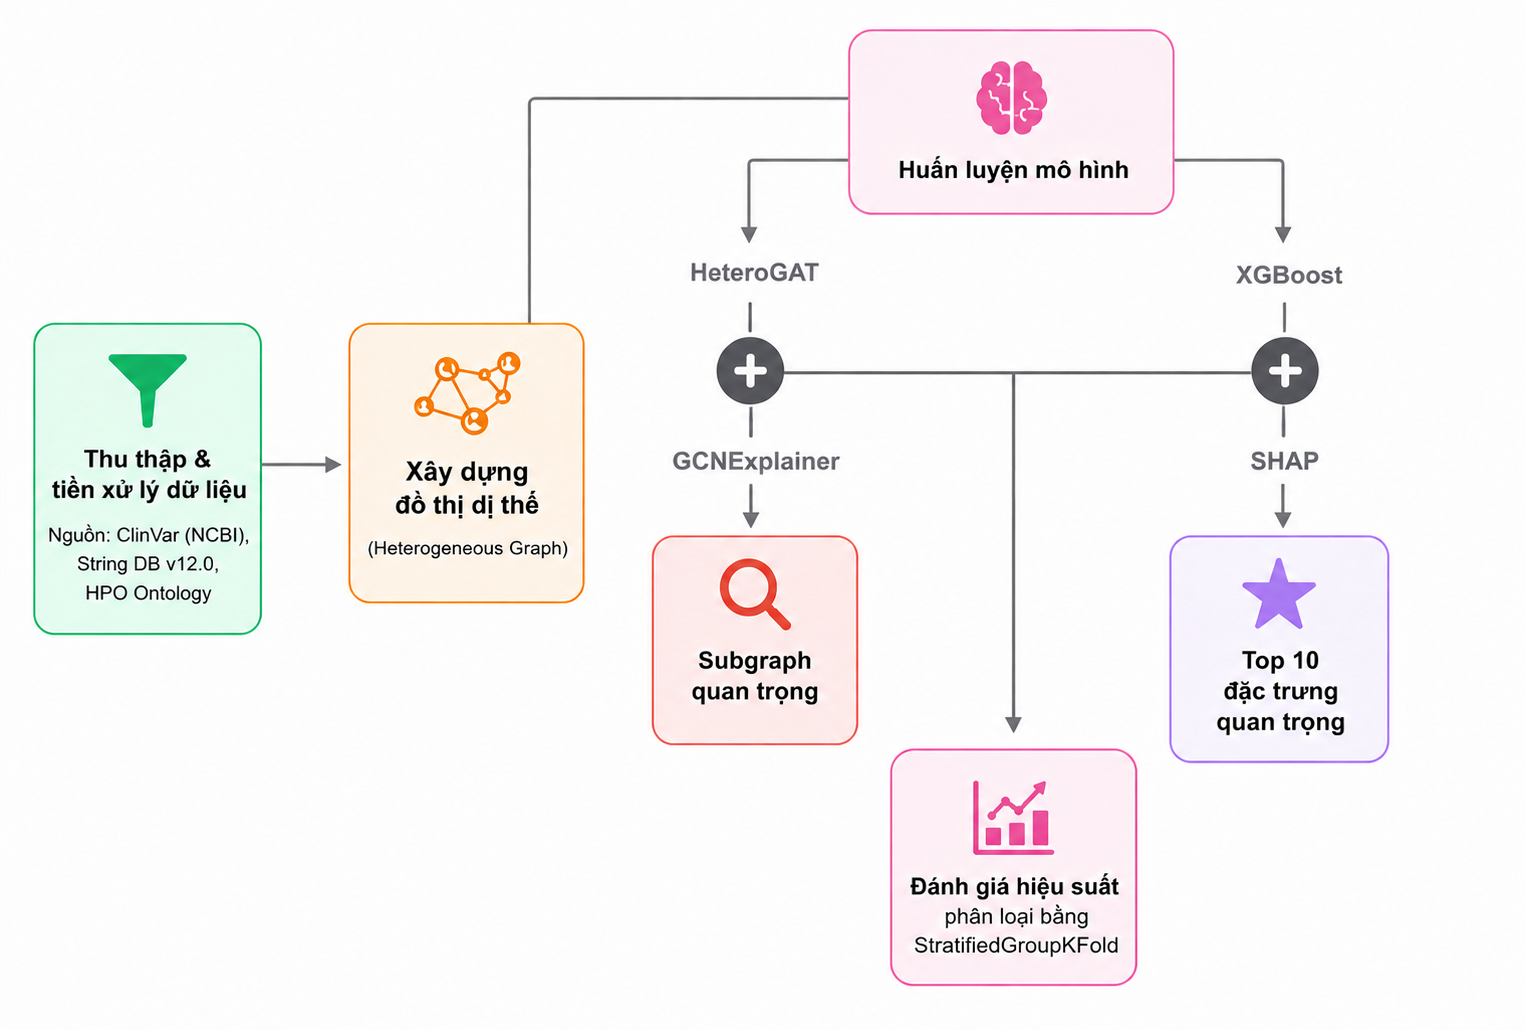 Huấn luyện mô hình
HeteroGAT
XGBoost
Thu thập &
tiền xử lý dữ liệu
Nguồn: ClinVar (NCBI),
String DB v12.0,
HPO Ontology
Xây dựng
đồ thị dị thế
(Heterogeneous Graph)
GCNExplainer
SHAP
Subgraph
quan trọng
Top 10
đặc trưng
quan trọng
Đánh giá hiệu suất
phân loại bằng
StratifiedGroupKFold